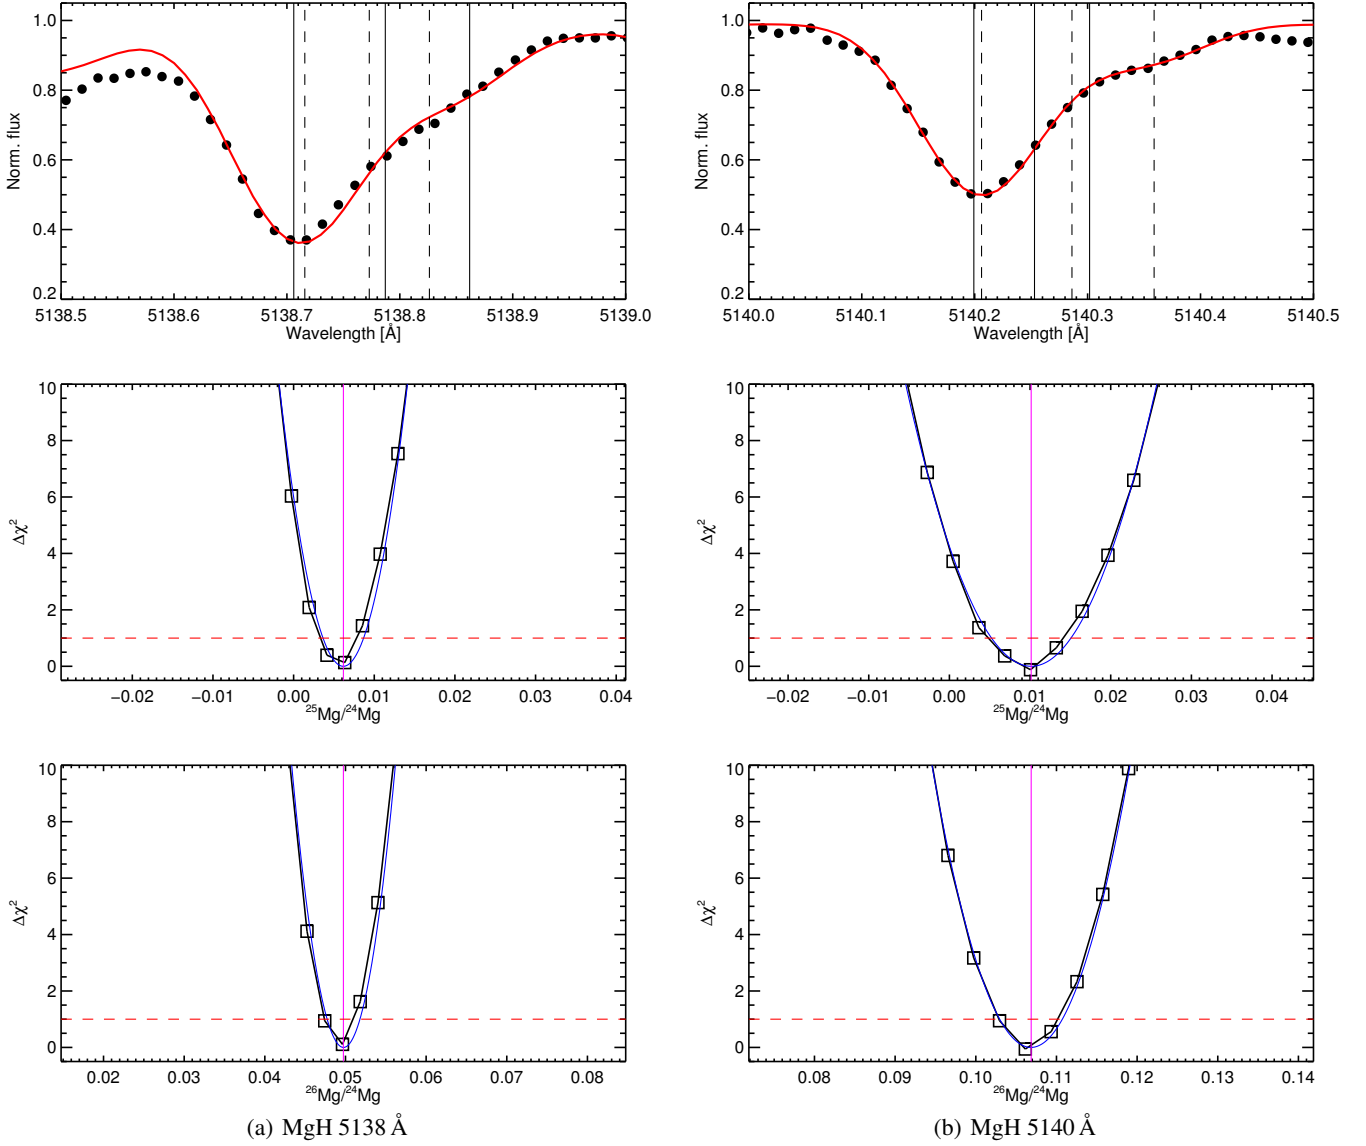 1.0
0.8
0.6
0.4
0.2
Norm. flux
5138.5 5138.6 5138.7 5138.8 5138.9 5139.0
Wavelength [Å]
1.0
0.8
0.6
0.4
0.2
Norm. flux
5140.0 5140.1 5140.2 5140.3 5140.4 5140.5
Wavelength [Å]
10
8
6
4
2
0
Δχ²
−0.02 −0.01 0.00 0.01 0.02 0.03 0.04
²⁵Mg/²⁴Mg
10
8
6
4
2
0
Δχ²
−0.02 −0.01 0.00 0.01 0.02 0.03 0.04
²⁵Mg/²⁴Mg
10
8
6
4
2
0
Δχ²
0.02 0.03 0.04 0.05 0.06 0.07 0.08
²⁶Mg/²⁴Mg
10
8
6
4
2
0
Δχ²
0.08 0.09 0.10 0.11 0.12 0.13 0.14
²⁶Mg/²⁴Mg
(a) MgH 5138 Å
(b) MgH 5140 Å